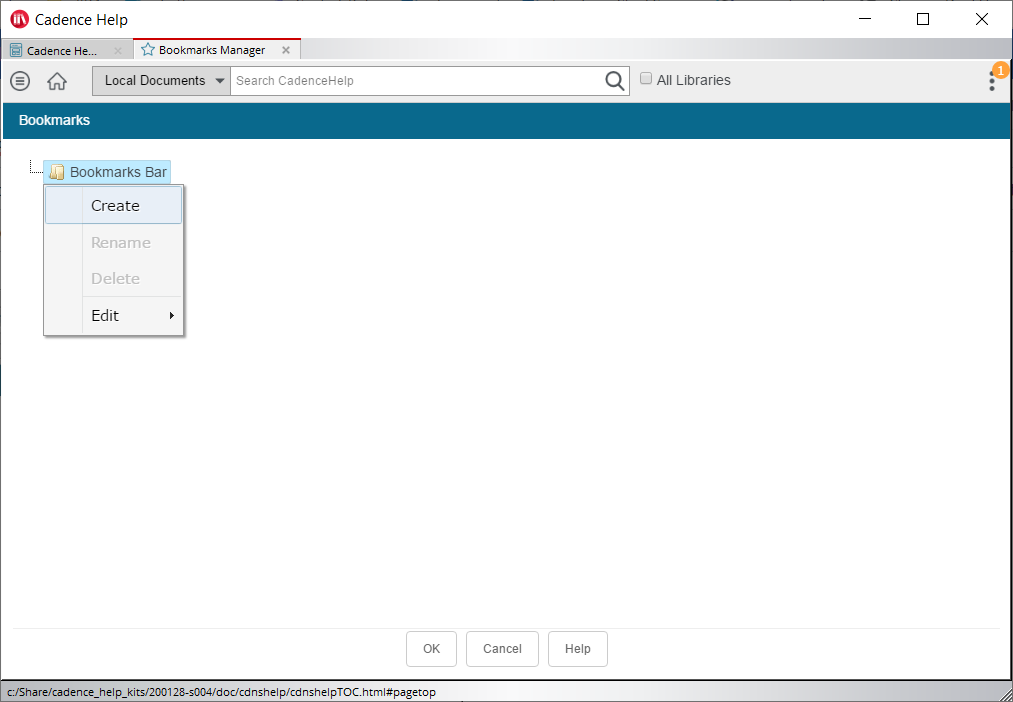 Cadence Help
Cadence He...
Bookmarks Manager
Local Documents
Search CadenceHelp
All Libraries
1
Bookmarks
Bookmarks Bar
Create
Rename
Delete
Edit
OK
Cancel
Help
c:/Share/cadence_help_kits/200128-s004/doc/cdnshelp/cdnshelpTOC.html#pagetop